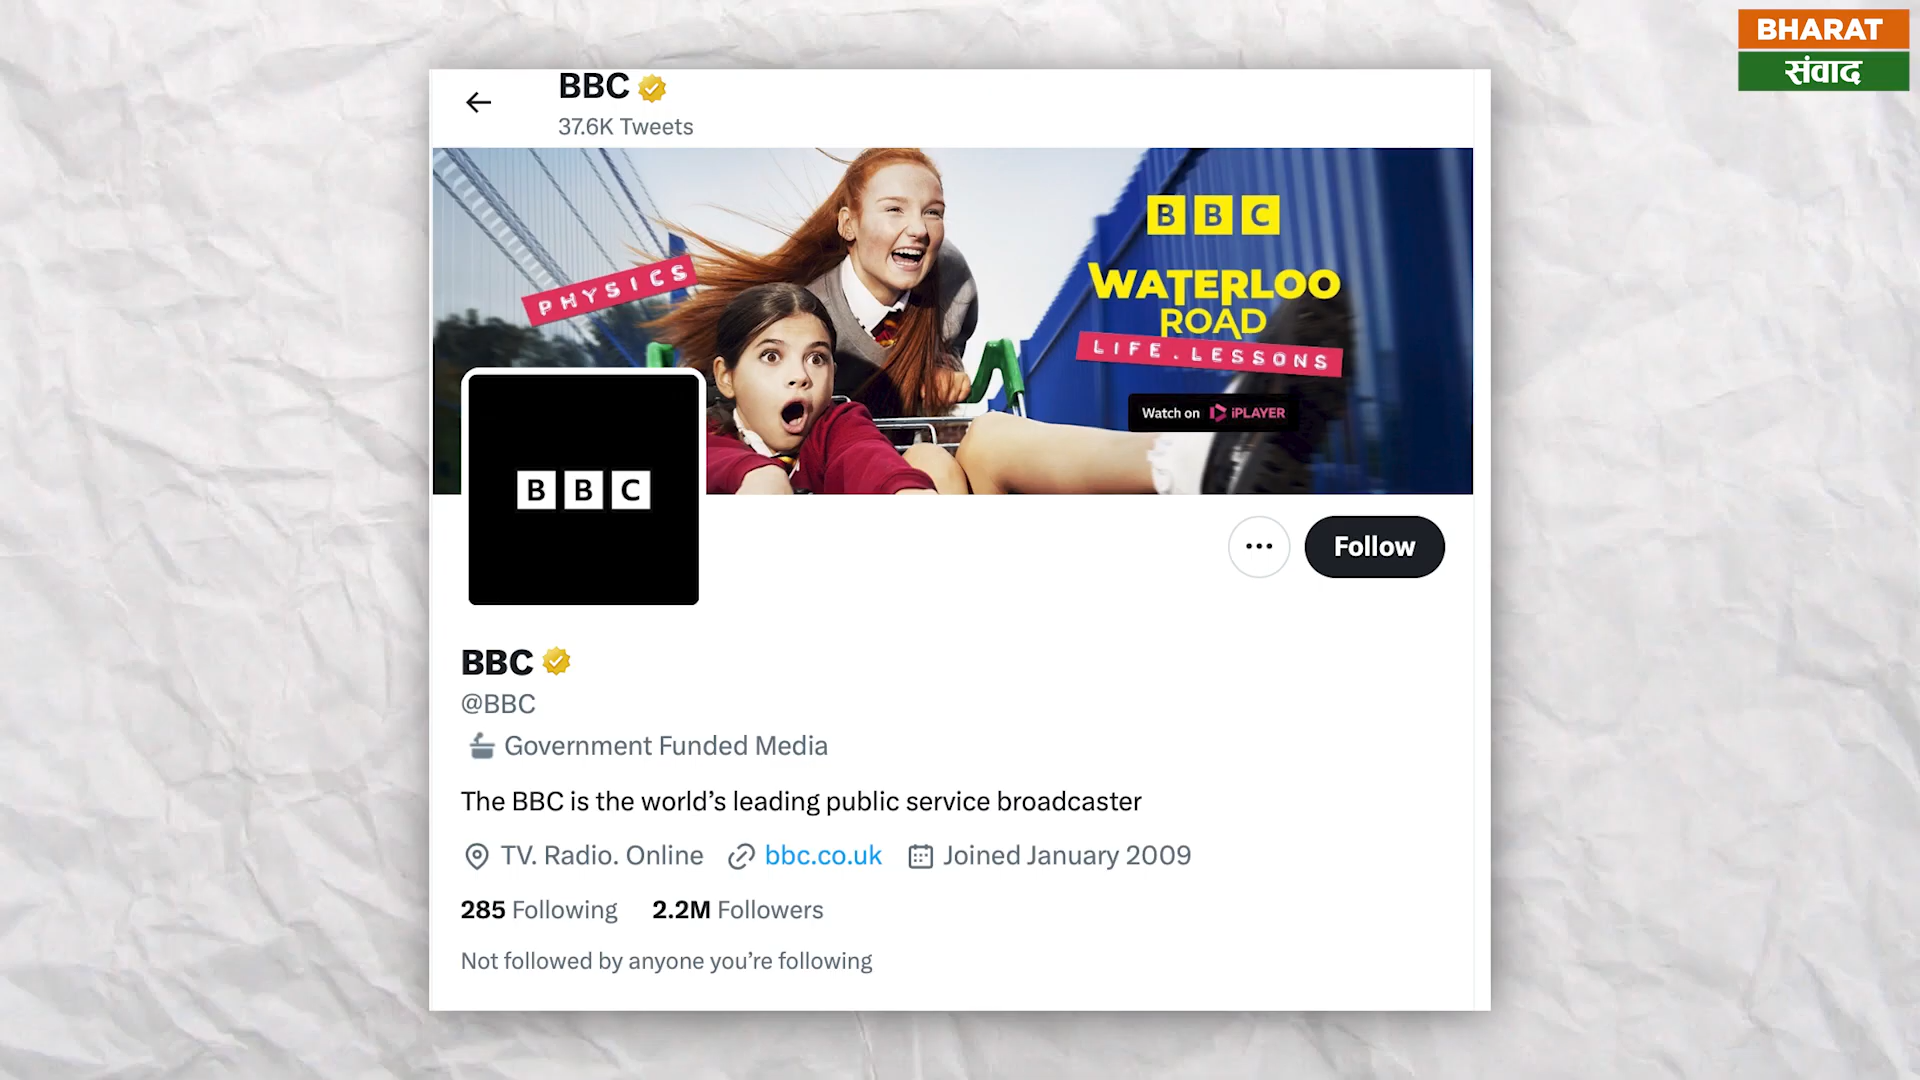 BHARAT
संवाद
BBC
37.6K Tweets
PHYSICS
BBC
WATERLOO
ROAD
LIFE.LESSONS
Watch on iPLAYER
BBC
Follow
BBC
@BBC
Government Funded Media
The BBC is the world’s leading public service broadcaster
TV. Radio. Online bbc.co.uk Joined January 2009
285 Following 2.2M Followers
Not followed by anyone you’re following